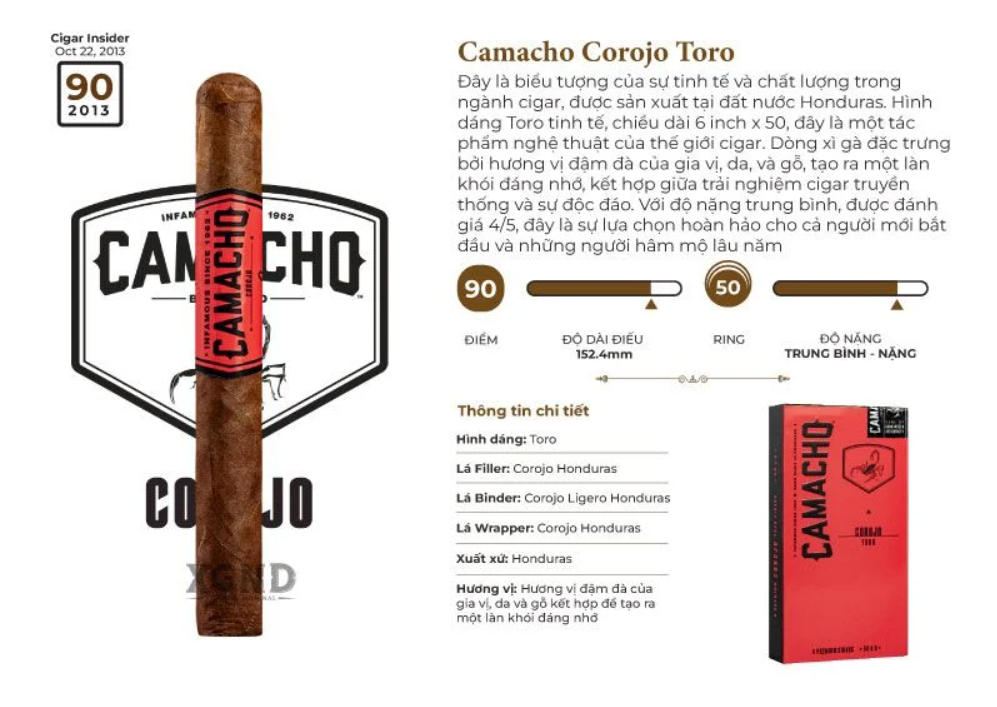 Cigar Insider
Oct 22, 2013
90
2013
INFAM 1962
CAMACHO
COROJO
INFAMOUS SINCE 1962
CAMACHO
COROJO
XGND
Camacho Corojo Toro
Đây là biểu tượng của sự tinh tế và chất lượng trong
ngành cigar, được sản xuất tại đất nước Honduras. Hình
dáng Toro tinh tế, chiều dài 6 inch x 50, đây là một tác
phẩm nghệ thuật của thế giới cigar. Dòng xì gà đặc trưng
bởi hương vị đậm đà của gia vị, da, và gỗ, tạo ra một làn
khói đáng nhớ, kết hợp giữa trải nghiệm cigar truyền
thống và sự độc đáo. Với độ nặng trung bình, được đánh
giá 4/5, đây là sự lựa chọn hoàn hảo cho cả người mới bắt
đầu và những người hâm mộ lâu năm
90
50
ĐIỂM
ĐỘ DÀI ĐIẾU
152.4mm
RING
ĐỘ NẶNG
TRUNG BÌNH - NẶNG
Thông tin chi tiết
Hình dáng: Toro
Lá Filler: Corojo Honduras
Lá Binder: Corojo Ligero Honduras
Lá Wrapper: Corojo Honduras
Xuất xứ: Honduras
Hương vị: Hương vị đậm đà của
gia vị, da và gỗ kết hợp để tạo ra
một làn khói đáng nhớ
CAMACHO
COROJO
TORO
CAMA